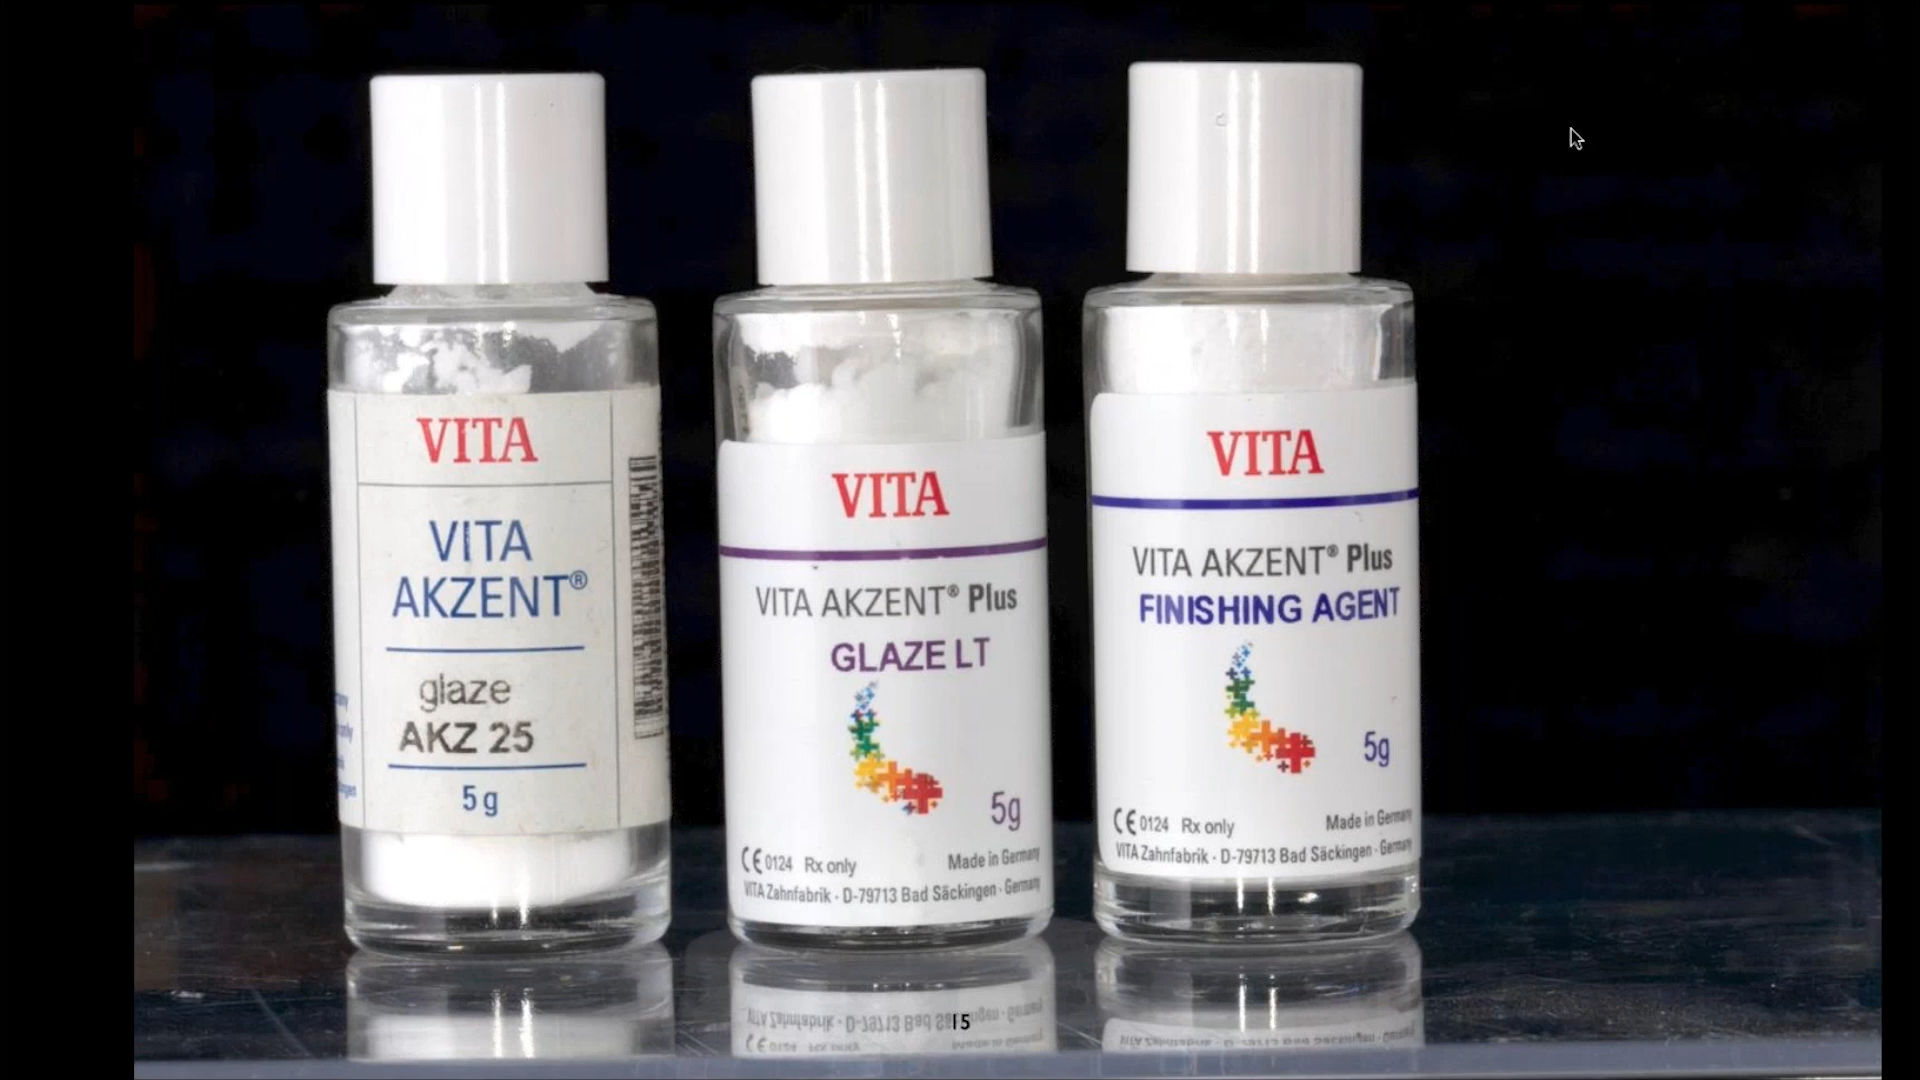 VITA
VITA
AKZENT®
glaze
AKZ 25
5 g
VITA
VITA AKZENT® Plus
GLAZE LT
5g
CE 0124 Rx only
Made in Germany
VITA Zahnfabrik · D-79713 Bad Säckingen · Germany
VITA
VITA AKZENT® Plus
FINISHING AGENT
5g
CE 0124 Rx only
Made in Germany
VITA Zahnfabrik · D-79713 Bad Säckingen · Germany
15